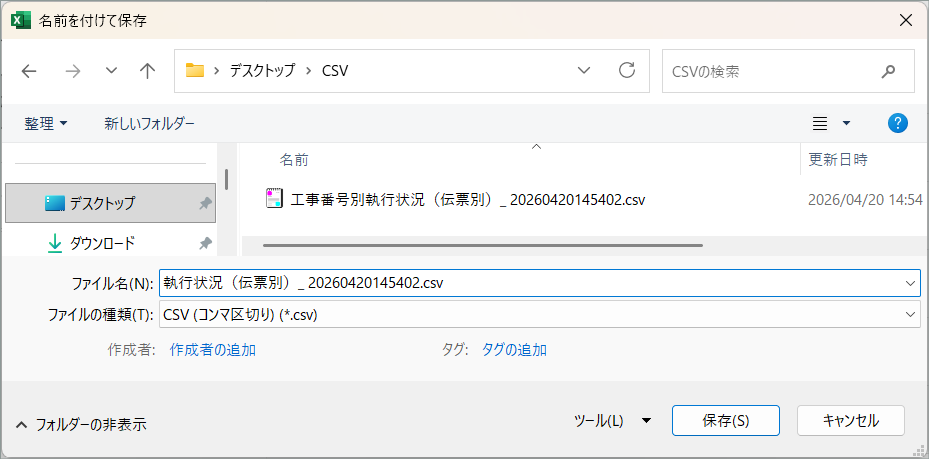 名前を付けて保存
デスクトップ › CSV
CSVの検索
整理
新しいフォルダー
名前
更新日時
デスクトップ
工事番号別執行状況（伝票別）_20260420145402.csv
2026/04/20 14:54
ダウンロード
ファイル名(N): 執行状況（伝票別）_20260420145402.csv
ファイルの種類(T): CSV (コンマ区切り) (*.csv)
作成者: 作成者の追加
タグ: タグの追加
フォルダーの非表示
ツール(L)
保存(S)
キャンセル